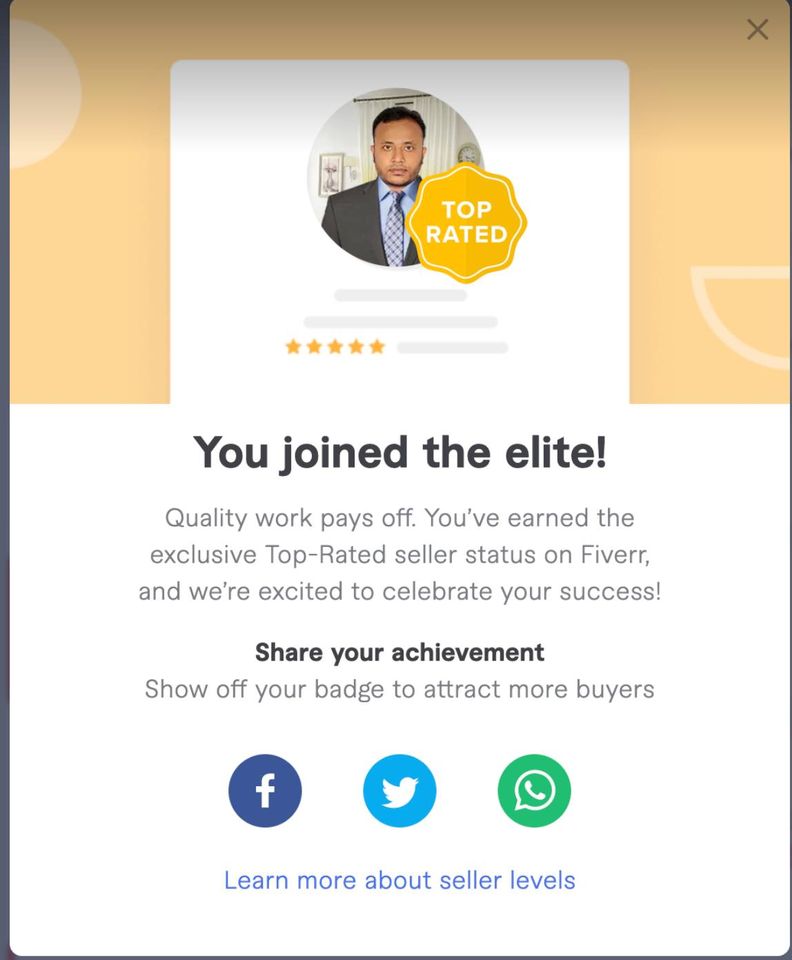 TOP
RATED
You joined the elite!
Quality work pays off. You’ve earned the
exclusive Top-Rated seller status on Fiverr,
and we’re excited to celebrate your success!
Share your achievement
Show off your badge to attract more buyers
Learn more about seller levels